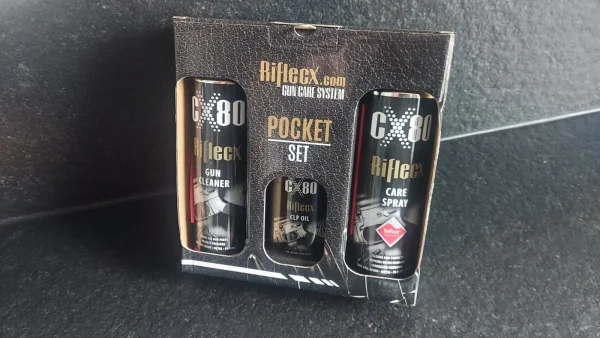 Riflecx.com
GUN CARE SYSTEM
POCKET
SET
CX80
Riflecx
GUN
CLEANER
CX80
Riflecx
CLP OIL
CX80
Riflecx
CARE
SPRAY
Teflon